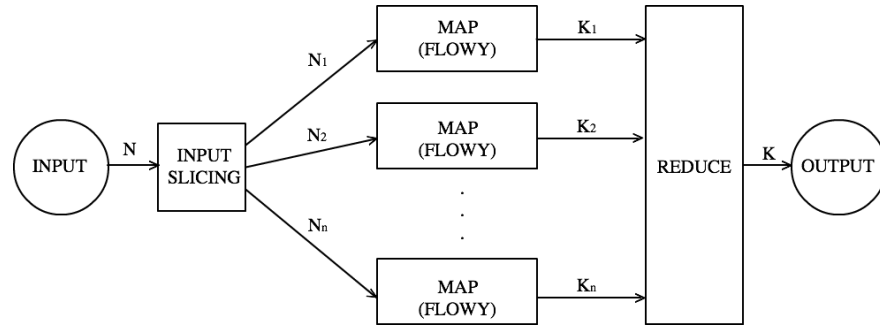 INPUT
N
INPUT
SLICING
N1
N2
Nn
MAP
(FLOWY)
K1
MAP
(FLOWY)
K2
.
.
.
MAP
(FLOWY)
Kn
REDUCE
K
OUTPUT